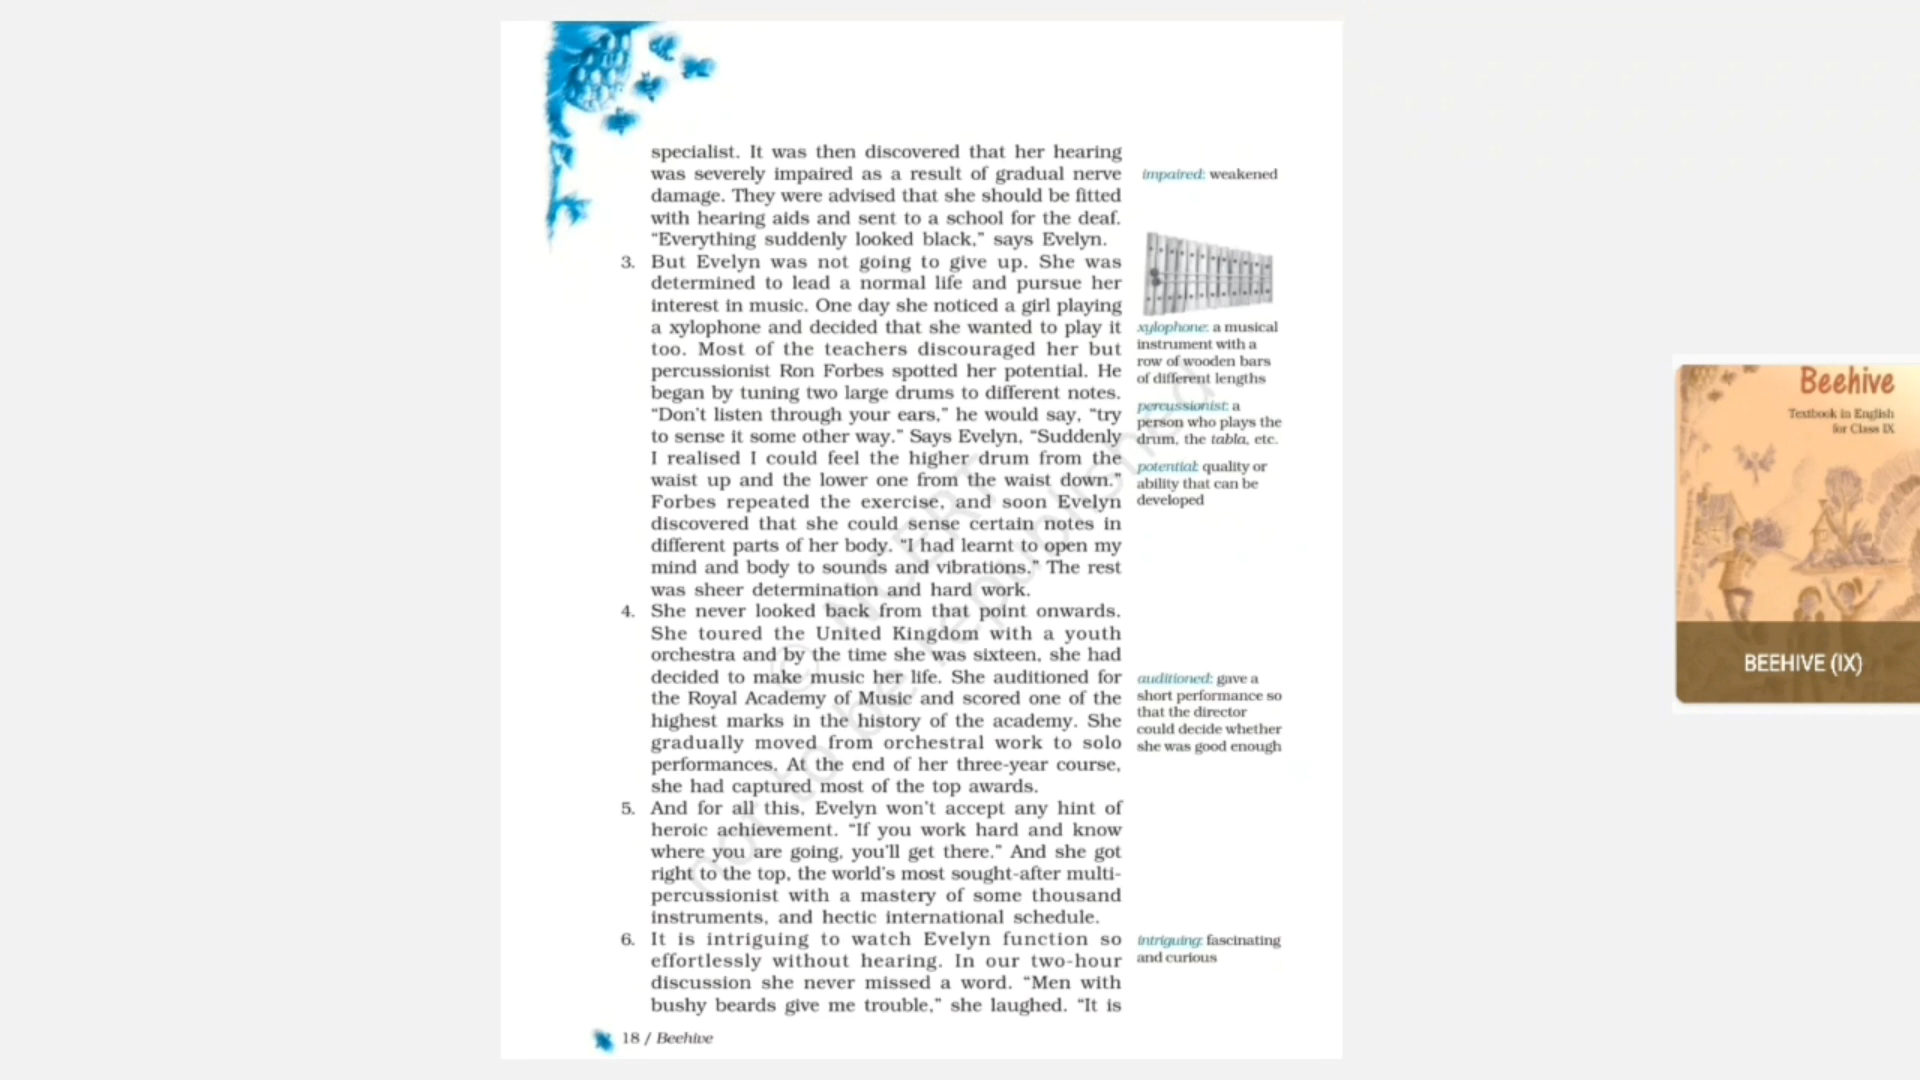 specialist. It was then discovered that her hearing
was severely impaired as a result of gradual nerve
damage. They were advised that she should be fitted
with hearing aids and sent to a school for the deaf.
“Everything suddenly looked black,” says Evelyn.
3. But Evelyn was not going to give up. She was
determined to lead a normal life and pursue her
interest in music. One day she noticed a girl playing
a xylophone and decided that she wanted to play it
too. Most of the teachers discouraged her but
percussionist Ron Forbes spotted her potential. He
began by tuning two large drums to different notes.
“Don’t listen through your ears,” he would say, “try
to sense it some other way.” Says Evelyn, “Suddenly
I realised I could feel the higher drum from the
waist up and the lower one from the waist down.”
Forbes repeated the exercise, and soon Evelyn
discovered that she could sense certain notes in
different parts of her body. “I had learnt to open my
mind and body to sounds and vibrations.” The rest
was sheer determination and hard work.
4. She never looked back from that point onwards.
She toured the United Kingdom with a youth
orchestra and by the time she was sixteen, she had
decided to make music her life. She auditioned for
the Royal Academy of Music and scored one of the
highest marks in the history of the academy. She
gradually moved from orchestral work to solo
performances. At the end of her three-year course,
she had captured most of the top awards.
5. And for all this, Evelyn won’t accept any hint of
heroic achievement. “If you work hard and know
where you are going, you’ll get there.” And she got
right to the top, the world’s most sought-after multi-
percussionist with a mastery of some thousand
instruments, and hectic international schedule.
6. It is intriguing to watch Evelyn function so
effortlessly without hearing. In our two-hour
discussion she never missed a word. “Men with
bushy beards give me trouble,” she laughed. “It is
impaired: weakened
xylophone: a musical
instrument with a
row of wooden bars
of different lengths
percussionist: a
person who plays the
drum, the tabla, etc.
potential: quality or
ability that can be
developed
auditioned: gave a
short performance so
that the director
could decide whether
she was good enough
intriguing: fascinating
and curious
18 / Beehive
© NCERT
not to be republished
Beehive
Textbook in English
for Class IX
BEEHIVE (IX)